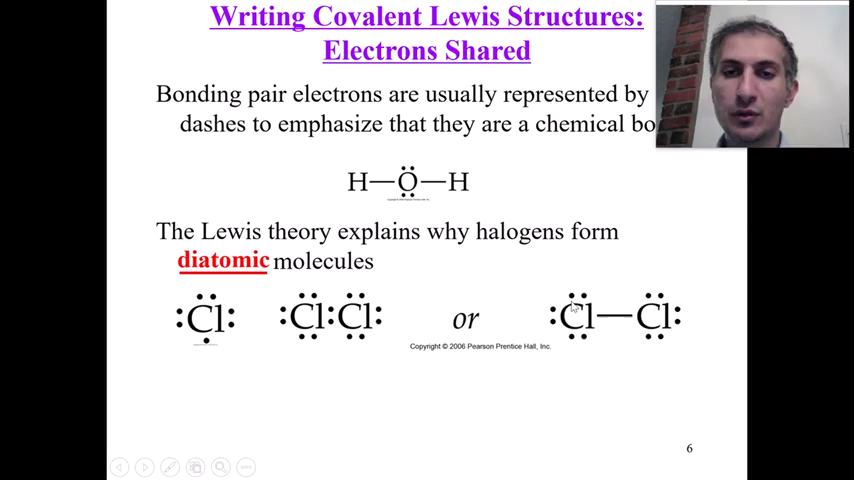 Writing Covalent Lewis Structures:
Electrons Shared
Bonding pair electrons are usually represented by
dashes to emphasize that they are a chemical bo
H—O—H
The Lewis theory explains why halogens form
diatomic molecules
Cl Cl:Cl or Cl—Cl
Copyright © 2006 Pearson Prentice Hall, Inc.
6